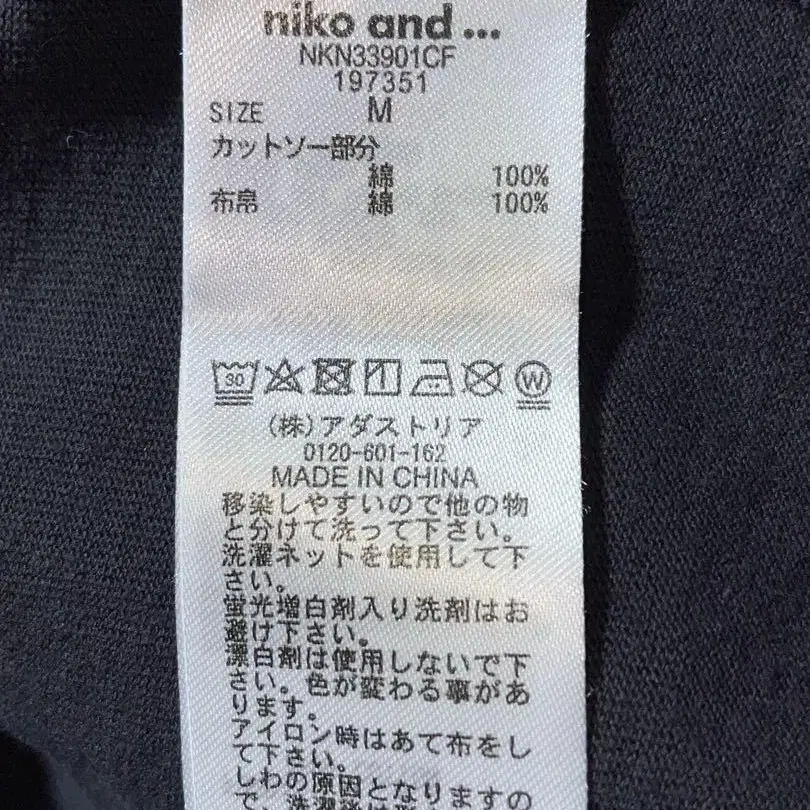 niko and ...
NKN33901CF
197351
SIZE M
カットソー部分
綿 100%
布帛 綿 100%
30
W
(株)アダストリア
0120-601-162
MADE IN CHINA
移染しやすいので他の物
と分けて洗って下さい。
洗濯ネットを使用して下
さい。
蛍光増白剤入り洗剤はお
避け下さい。
漂白剤は使用しないで下
さい。色が変わる事があ
ります。
アイロン時はあて布をし
て下さい。
しわの原因となりますの
で、洗濯後は